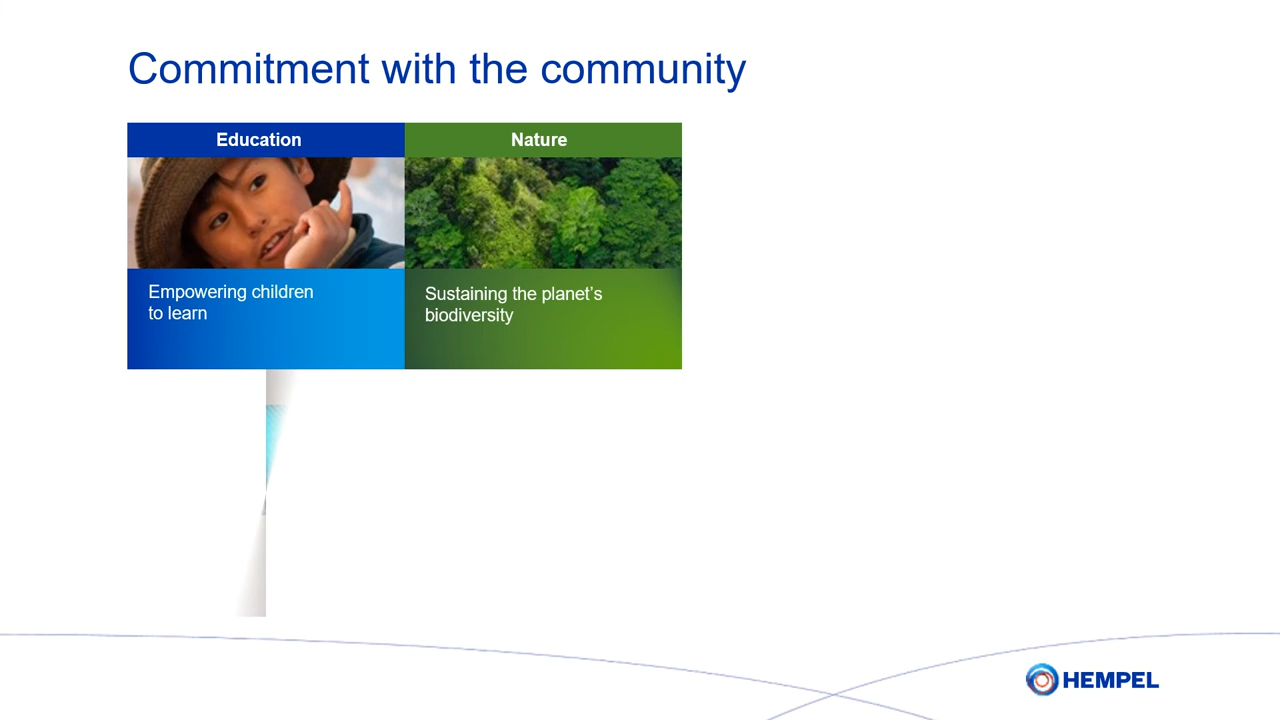 Commitment with the community
Education
Nature
Empowering children
to learn
Sustaining the planet's
biodiversity
HEMPEL